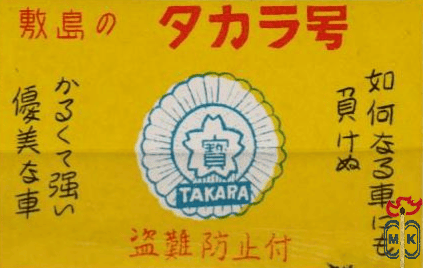 敷島の タカラ号
如何なる車にも
負けぬ
寶
TAKARA
かるくて強い
優美な車
盗難防止付
M K